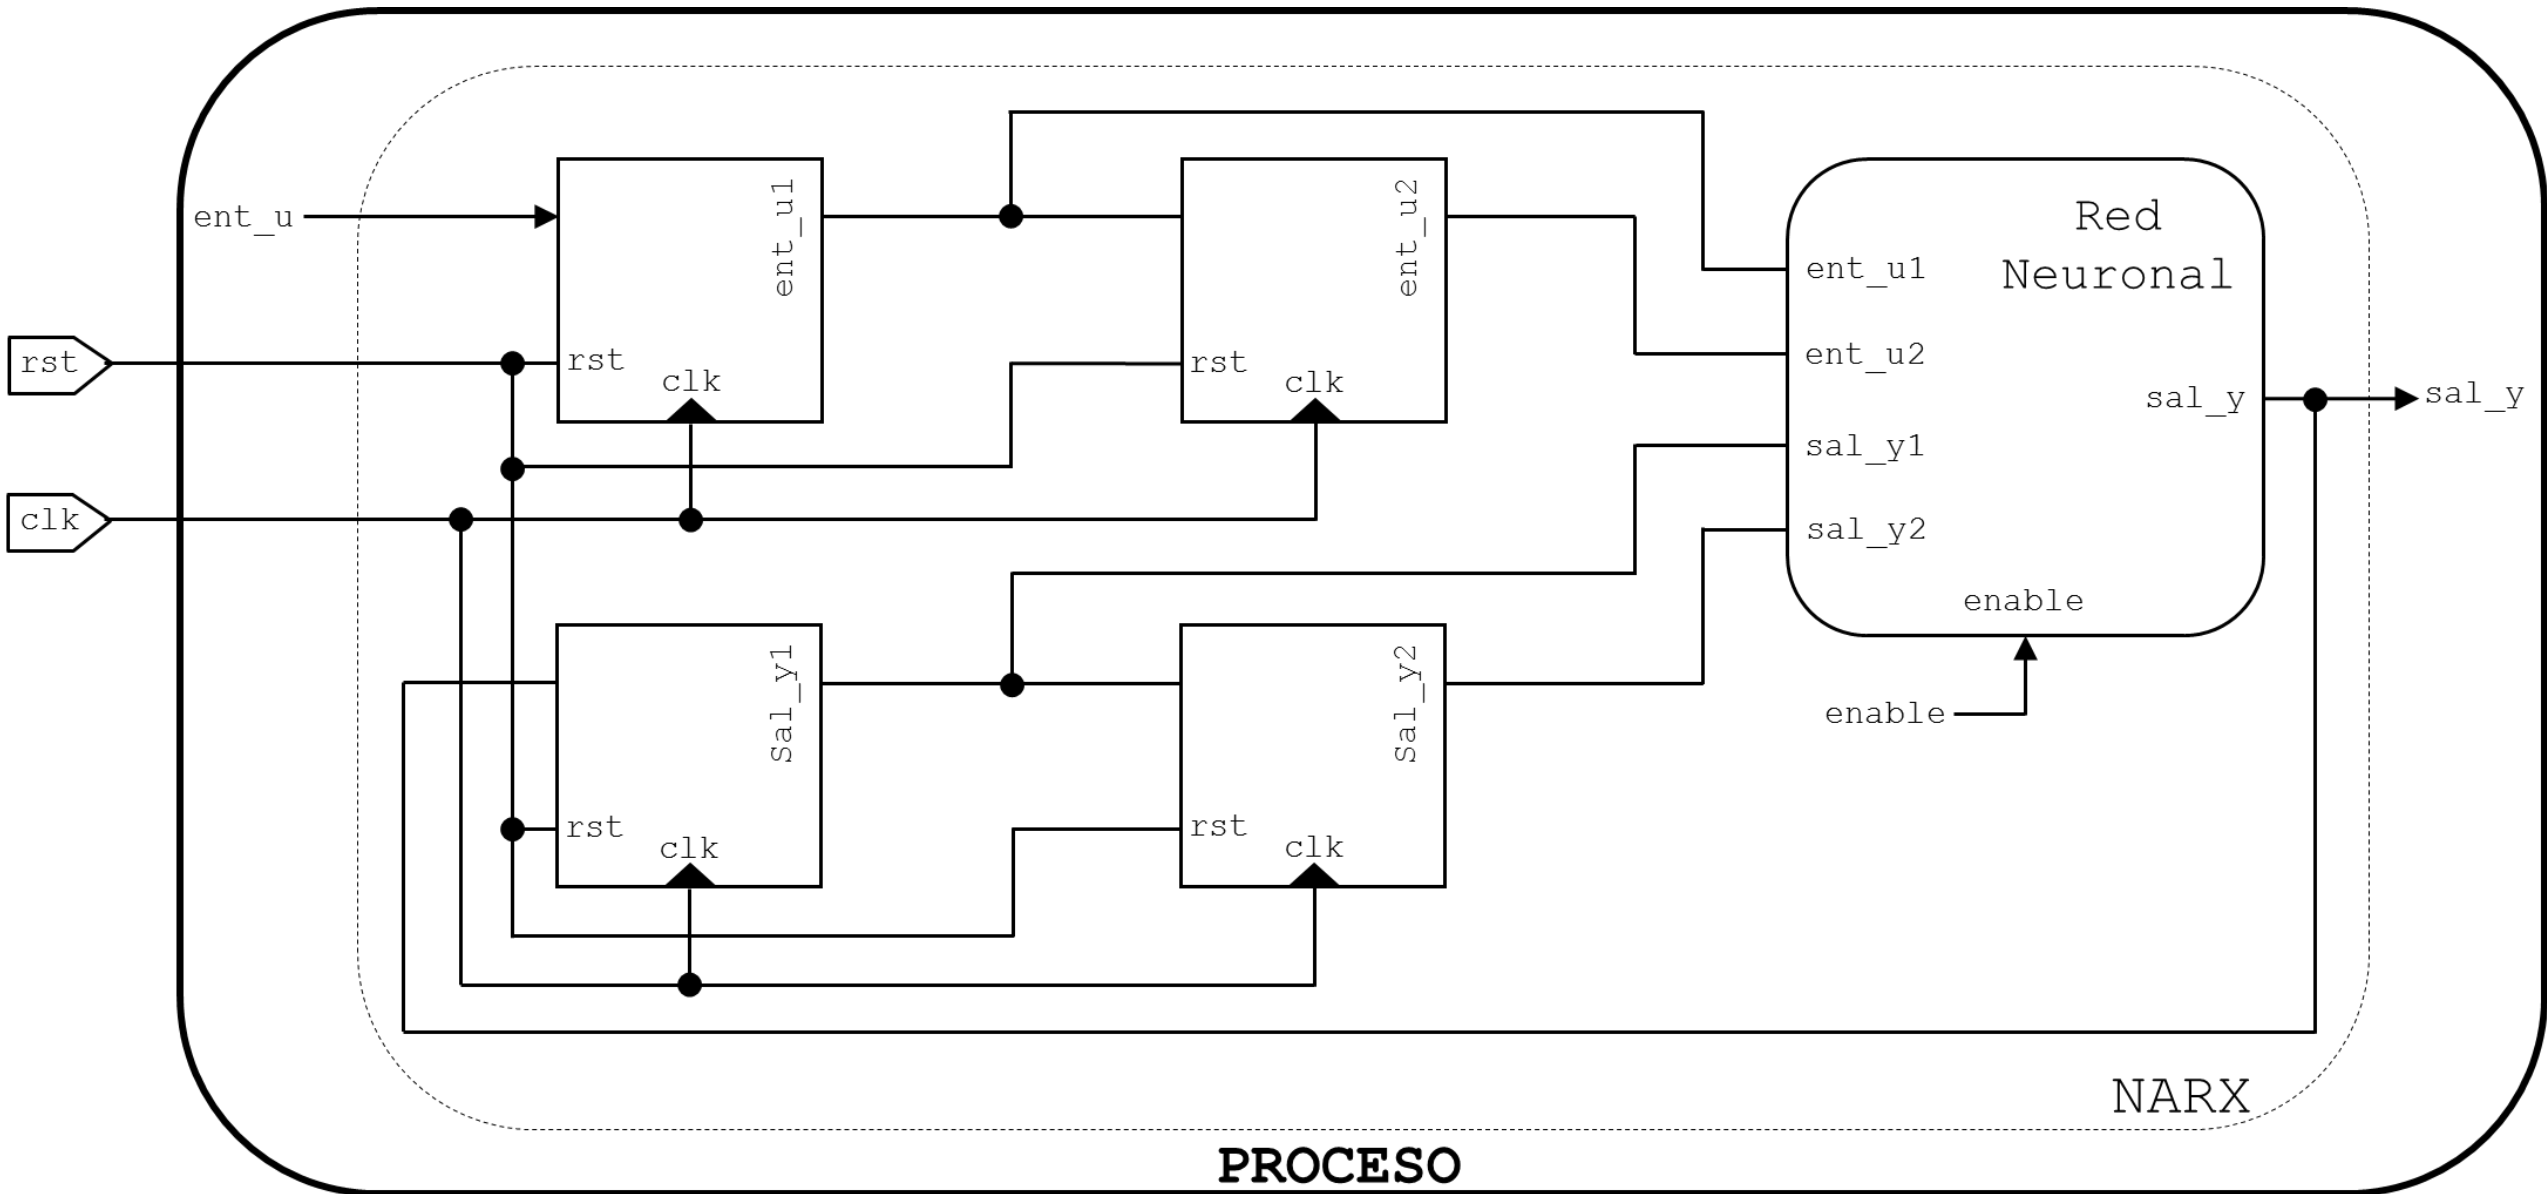 ent_u
ent_u1
ent_u2
Red
Neuronal
ent_u1
rst
rst
clk
rst
clk
ent_u2
sal_y
sal_y
sal_y1
clk
sal_y2
enable
Sal_y1
Sal_y2
enable
rst
clk
rst
clk
NARX
PROCESO